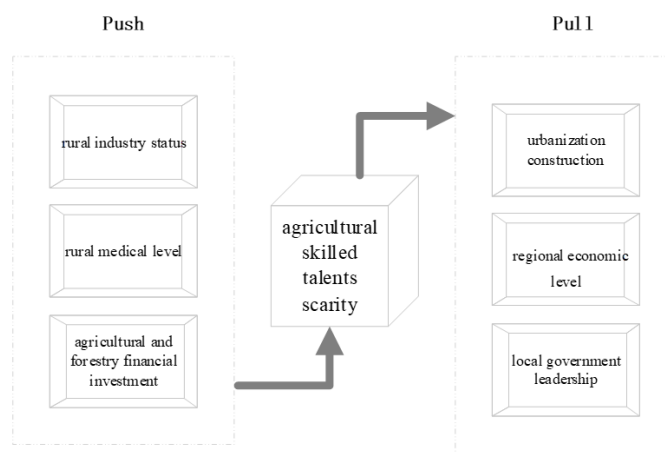 Push
Pull
rural industry status
rural medical level
agricultural and
forestry financial
investment
agricultural
skilled
talents
scarity
urbanization
construction
regional economic
level
local government
leadership